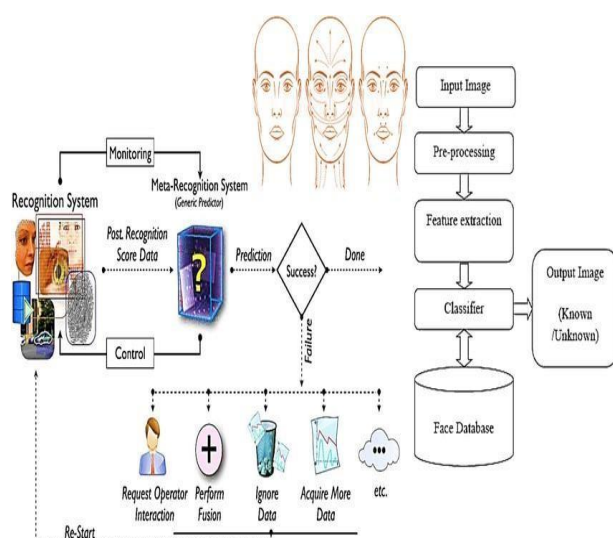 Monitoring
Recognition System
Meta-Recognition System
(Generic Predictor)
Post. Recognition
Score Data
?
Prediction
Success?
Done
Control
Failure
Request Operator
Interaction
+
Perform
Fusion
Ignore
Data
Acquire More
Data
etc.
Re-Start
Input Image
Pre-processing
Feature extraction
Classifier
Output Image
(Known
/Unknown)
Face Database